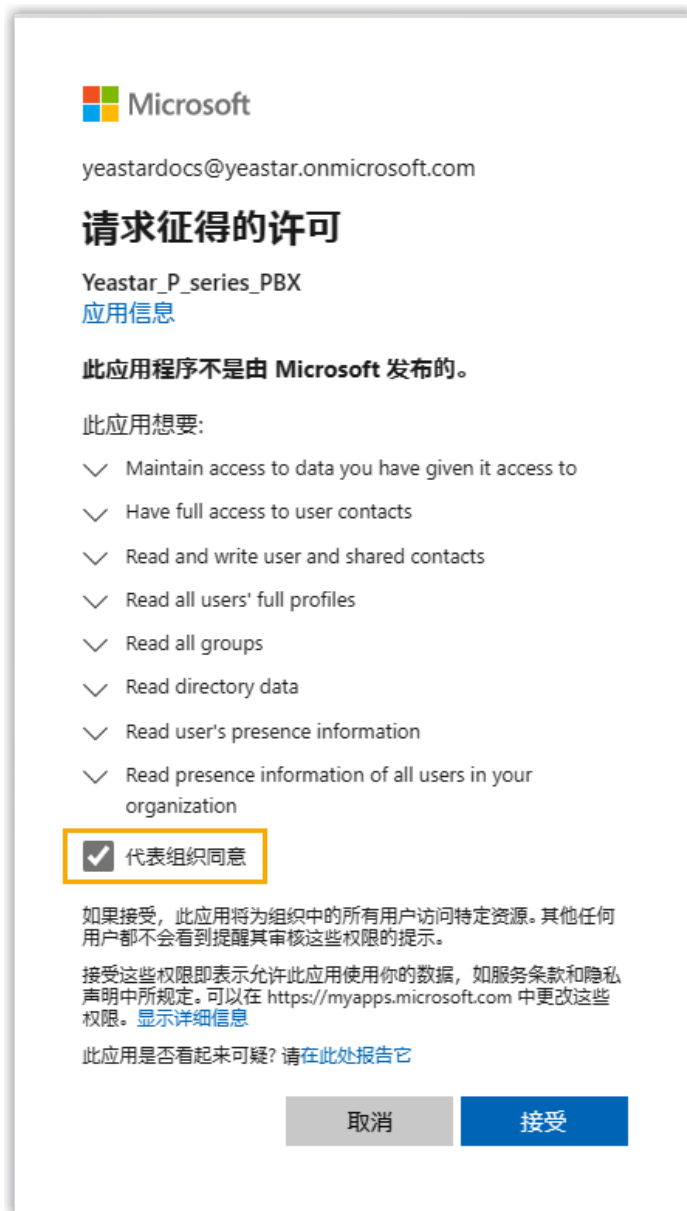 Microsoft
yeastardocs@yeastar.onmicrosoft.com
请求征得的许可
Yeastar_P_series_PBX
应用信息
此应用程序不是由 Microsoft 发布的。
此应用想要:
Maintain access to data you have given it access to
Have full access to user contacts
Read and write user and shared contacts
Read all users' full profiles
Read all groups
Read directory data
Read user's presence information
Read presence information of all users in your
organization
代表组织同意
如果接受，此应用将为组织中的所有用户访问特定资源。其他任何
用户都不会看到提醒其审核这些权限的提示。
接受这些权限即表示允许此应用使用你的数据，如服务条款和隐私
声明中所规定。可以在 https://myapps.microsoft.com 中更改这些
权限。显示详细信息
此应用是否看起来可疑? 请在此处报告它
取消
接受